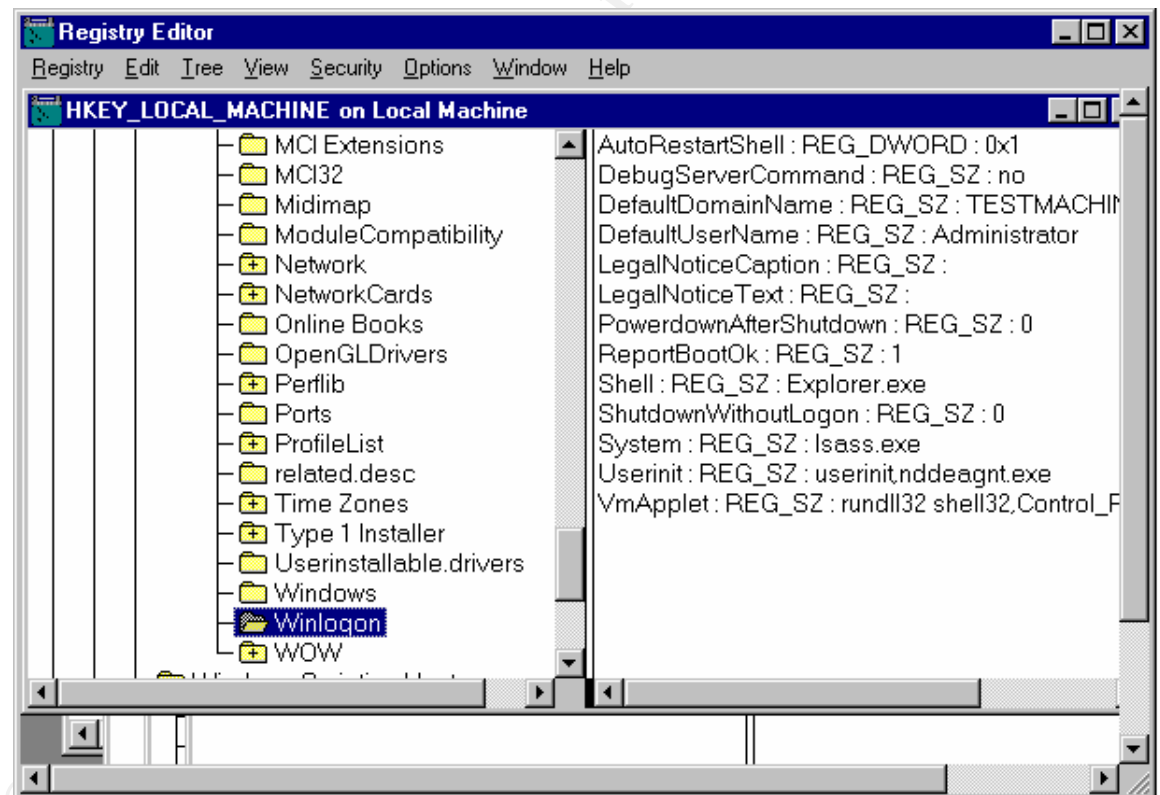 Registry Editor
Registry Edit Tree View Security Options Window Help
HKEY_LOCAL_MACHINE on Local Machine
MCI Extensions
MCI32
Midimap
ModuleCompatibility
Network
NetworkCards
Online Books
OpenGLDrivers
Perflib
Ports
ProfileList
related.desc
Time Zones
Type 1 Installer
Userinstallable.drivers
Windows
Winlogon
WOW
AutoRestartShell : REG_DWORD : 0x1
DebugServerCommand : REG_SZ : no
DefaultDomainName : REG_SZ : TESTMACHIN
DefaultUserName : REG_SZ : Administrator
LegalNoticeCaption : REG_SZ :
LegalNoticeText : REG_SZ :
PowerdownAfterShutdown : REG_SZ : 0
ReportBootOk : REG_SZ : 1
Shell : REG_SZ : Explorer.exe
ShutdownWithoutLogon : REG_SZ : 0
System : REG_SZ : lsass.exe
Userinit : REG_SZ : userinit,nddeagnt.exe
VmApplet : REG_SZ : rundll32 shell32,Control_R